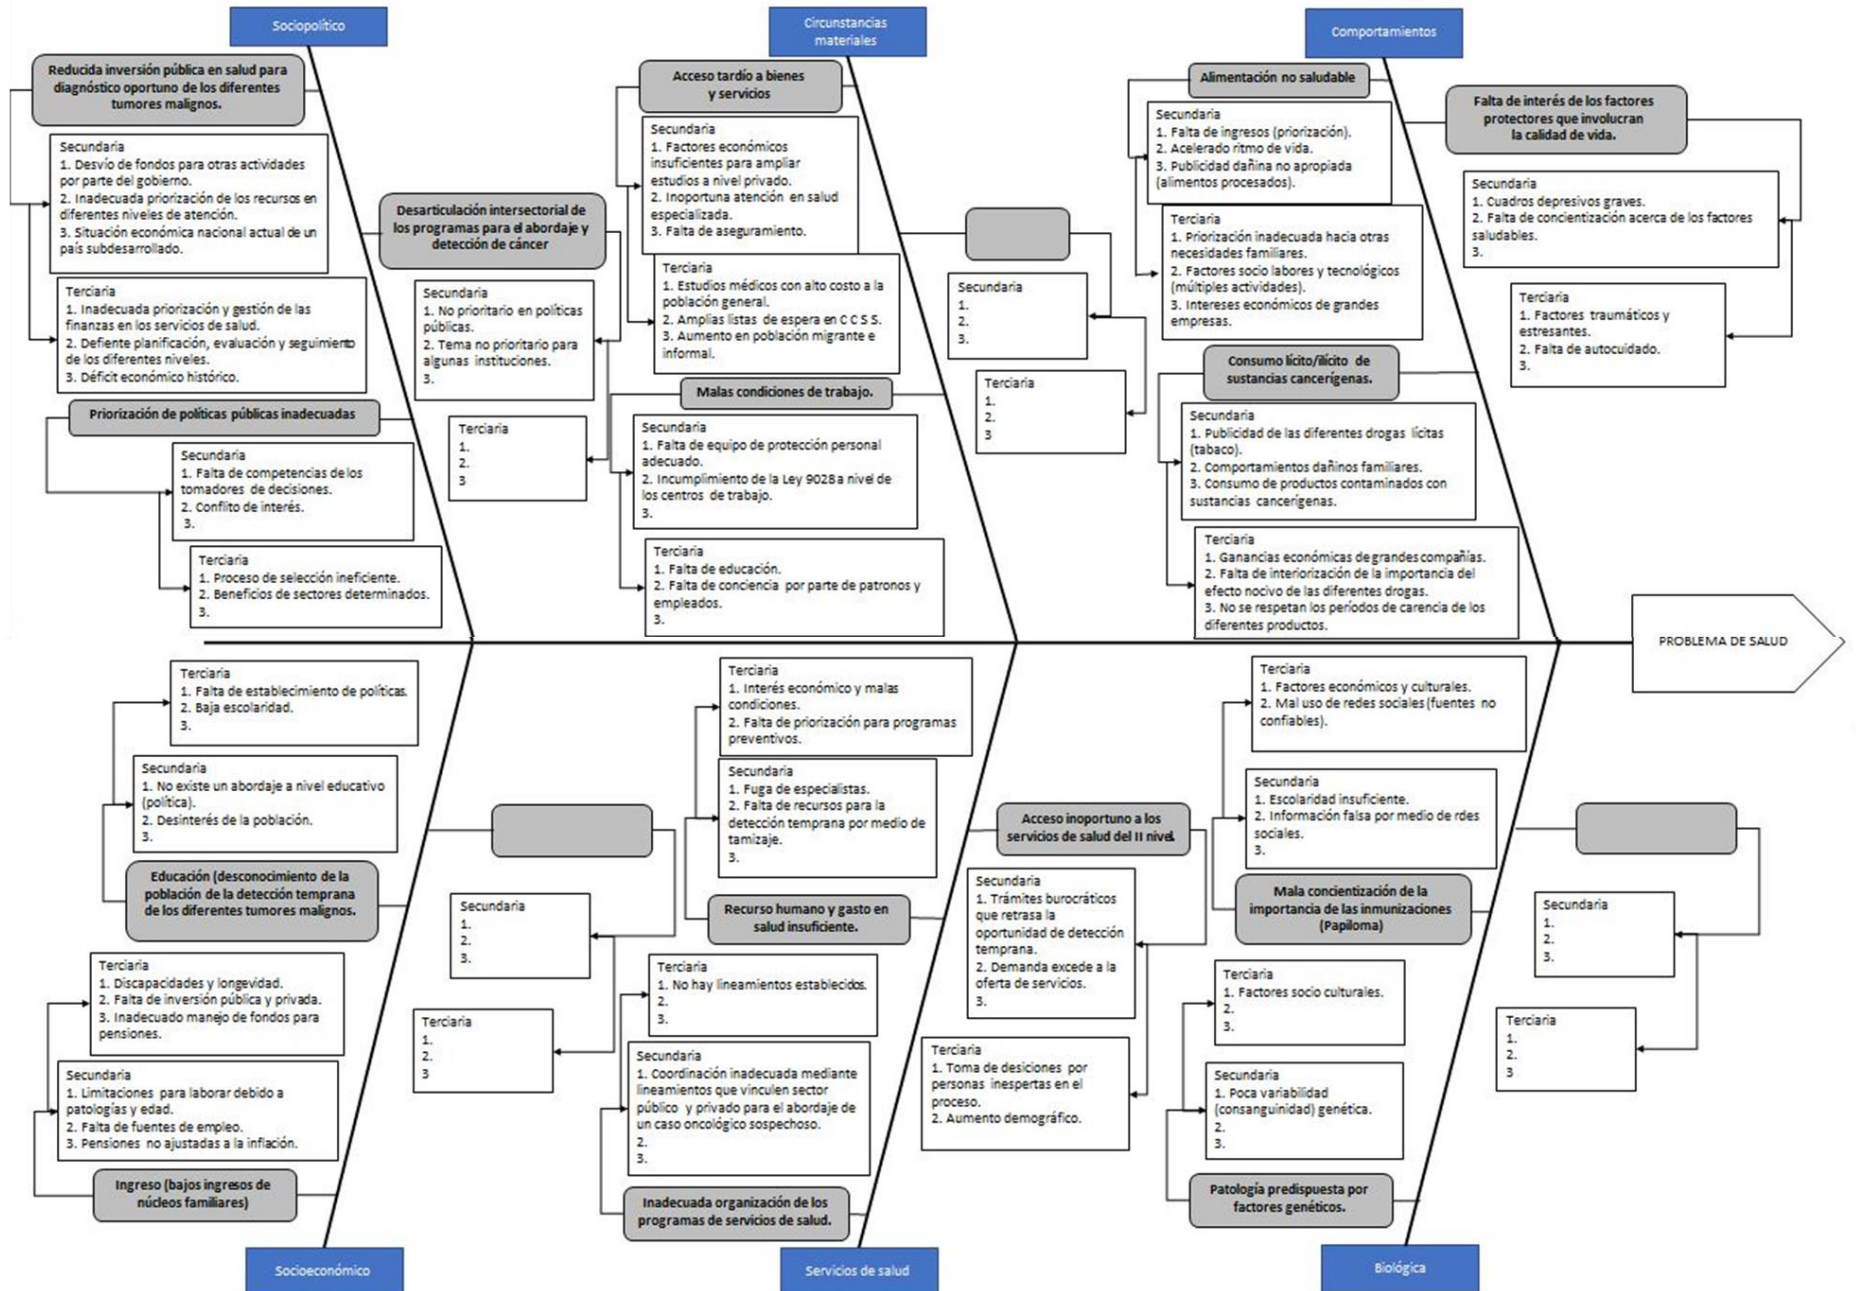 Sociopolítico
Reducida inversión pública en salud para
diagnóstico oportuno de los diferentes
tumores malignos.
Secundaria
1. Desvío de fondos para otras actividades
por parte del gobierno.
2. Inadecuada priorización de los recursos en
diferentes niveles de atención.
3. Situación económica nacional actual de un
país subdesarrollado.
Terciaria
1. Inadecuada priorización y gestión de las
finanzas en los servicios de salud.
2. Defiente planificación, evaluación y seguimiento
de los diferentes niveles.
3. Déficit económico histórico.
Priorización de políticas públicas inadecuadas
Secundaria
1. Falta de competencias de los
tomadores de decisiones.
2. Conflito de interés.
3.
Terciaria
1. Proceso de selección ineficiente.
2. Beneficios de sectores determinados.
3.
Desarticulación intersectorial de
los programas para el abordaje y
detección de cáncer
Secundaria
1. No prioritario en políticas
públicas.
2. Tema no prioritario para
algunas instituciones.
3.
Terciaria
1.
2.
3
Circunstancias
materiales
Acceso tardío a bienes
y servicios
Secundaria
1. Factores económicos
insuficientes para ampliar
estudios a nivel privado.
2. Inoportuna atención en salud
especializada.
3. Falta de aseguramiento.
Terciaria
1. Estudios médicos con alto costo a la
población general.
2. Amplias listas de espera en C C S S.
3. Aumento en población migrante e
informal.
Malas condiciones de trabajo.
Secundaria
1. Falta de equipo de protección personal
adecuado.
2. Incumplimiento de la Ley 9028 a nivel de
los centros de trabajo.
3.
Terciaria
1. Falta de educación.
2. Falta de conciencia por parte de patronos y
empleados.
3.
Secundaria
1.
2.
3.
Terciaria
1.
2.
3
Comportamientos
Alimentación no saludable
Secundaria
1. Falta de ingresos (priorización).
2. Acelerado ritmo de vida.
3. Publicidad dañina no apropiada
(alimentos procesados).
Terciaria
1. Priorización inadecuada hacia otras
necesidades familiares.
2. Factores socio labores y tecnológicos
(múltiples actividades).
3. Intereses económicos de grandes
empresas.
Consumo lícito/ilícito de
sustancias cancerígenas.
Secundaria
1. Publicidad de las diferentes drogas lícitas
(tabaco).
2. Comportamientos dañinos familiares.
3. Consumo de productos contaminados con
sustancias cancerígenas.
Terciaria
1. Ganancias económicas de grandes compañías.
2. Falta de interiorización de la importancia del
efecto nocivo de las diferentes drogas.
3. No se respetan los períodos de carencia de los
diferentes productos.
Falta de interés de los factores
protectores que involucran
la calidad de vida.
Secundaria
1. Cuadros depresivos graves.
2. Falta de concientización acerca de los factores
saludables.
3.
Terciaria
1. Factores traumáticos y
estresantes.
2. Falta de autocuidado.
3.
PROBLEMA DE SALUD
Terciaria
1. Falta de establecimiento de políticas.
2. Baja escolaridad.
3.
Secundaria
1. No existe un abordaje a nivel educativo
(política).
2. Desinterés de la población.
3.
Educación (desconocimiento de la
población de la detección temprana
de los diferentes tumores malignos.
Terciaria
1. Discapacidades y longevidad.
2. Falta de inversión pública y privada.
3. Inadecuado manejo de fondos para
pensiones.
Secundaria
1. Limitaciones para laborar debido a
patologías y edad.
2. Falta de fuentes de empleo.
3. Pensiones no ajustadas a la inflación.
Ingreso (bajos ingresos de
núcleos familiares)
Socioeconómico
Secundaria
1.
2.
3.
Terciaria
1.
2.
3
Terciaria
1. Interés económico y malas
condiciones.
2. Falta de priorización para programas
preventivos.
Secundaria
1. Fuga de especialistas.
2. Falta de recursos para la
detección temprana por medio de
tamizaje.
3.
Recurso humano y gasto en
salud insuficiente.
Terciaria
1. No hay lineamientos establecidos.
2.
3.
Secundaria
1. Coordinación inadecuada mediante
lineamientos que vinculen sector
público y privado para el abordaje de
un caso oncológico sospechoso.
2.
3.
Inadecuada organización de los
programas de servicios de salud.
Servicios de salud
Acceso inoportuno a los
servicios de salud del II nivel.
Secundaria
1. Trámites burocráticos
que retrasa la
oportunidad de detección
temprana.
2. Demanda excede a la
oferta de servicios.
3.
Terciaria
1. Toma de desiciones por
personas inespertas en el
proceso.
2. Aumento demográfico.
Terciaria
1. Factores económicos y culturales.
2. Mal uso de redes sociales (fuentes no
confiables).
Secundaria
1. Escolaridad insuficiente.
2. Información falsa por medio de rdes
sociales.
3.
Mala concientización de la
importancia de las inmunizaciones
(Papiloma)
Terciaria
1. Factores socio culturales.
2.
3.
Secundaria
1. Poca variabilidad
(consanguinidad) genética.
2.
3.
Patología predispuesta por
factores genéticos.
Biológica
Secundaria
1.
2.
3.
Terciaria
1.
2.
3